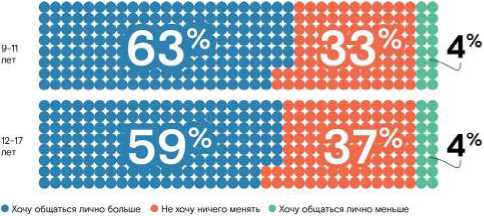 63% 33% 4%
9–11
лет
59% 37% 4%
12–17
лет
Хочу общаться лично больше Не хочу ничего менять Хочу общаться лично меньше